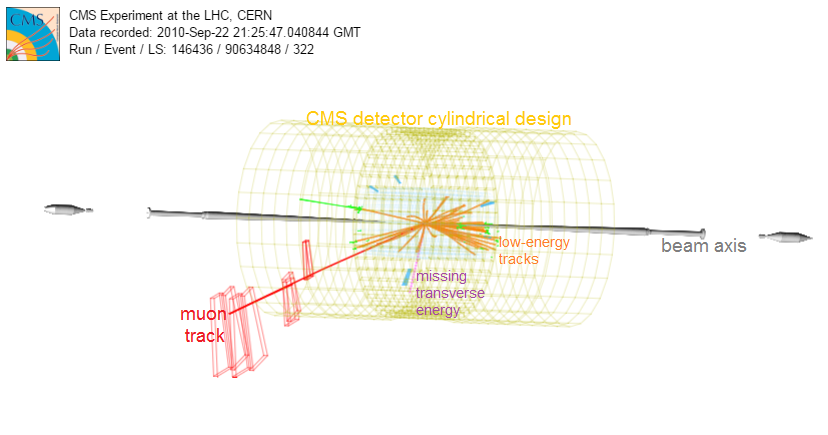 CMS
CMS Experiment at the LHC, CERN
Data recorded: 2010-Sep-22 21:25:47.040844 GMT
Run / Event / LS: 146436 / 90634848 / 322
CMS detector cylindrical design
low-energy
tracks
beam axis
missing
transverse
energy
muon
track